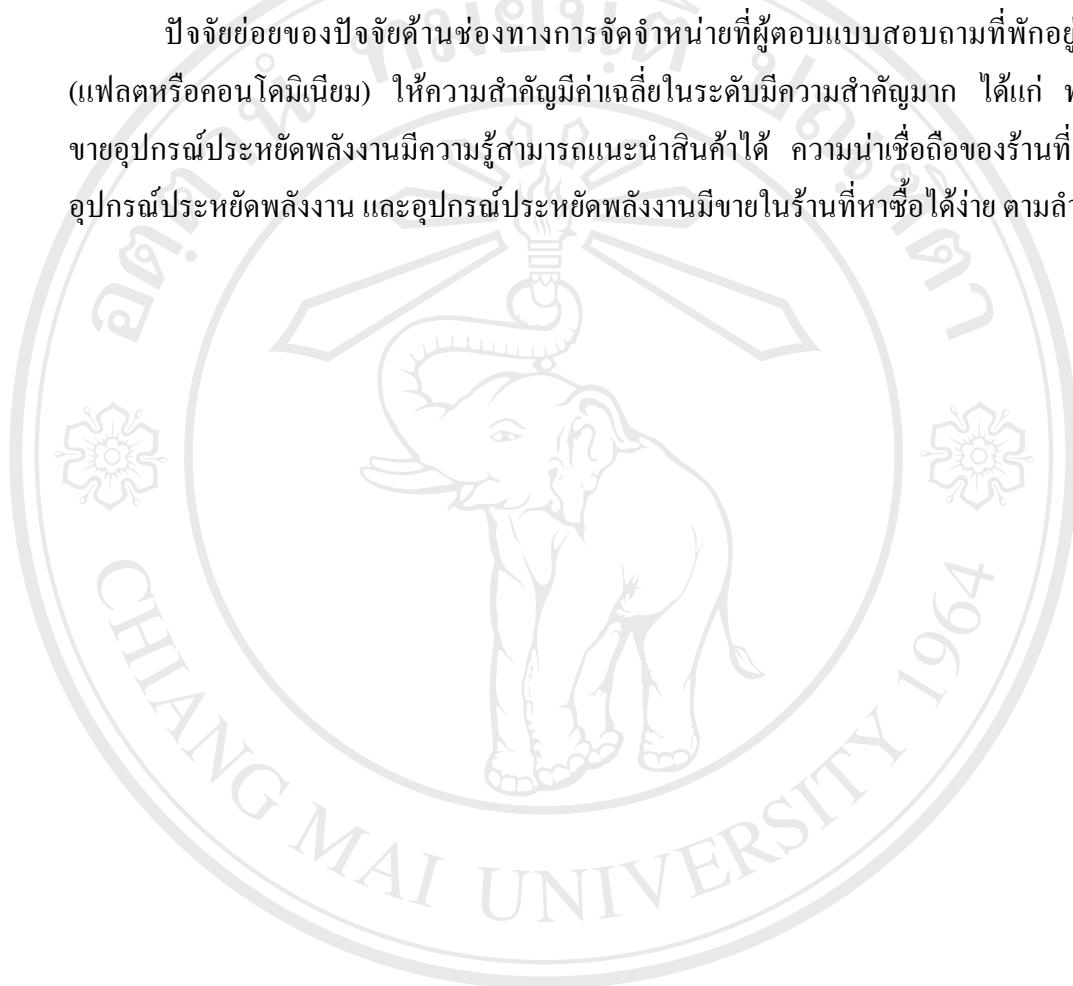 ปัจจัยย่อยของปัจจัยด้านช่องทางการจัดจำหน่ายที่ผู้ตอบแบบสอบถามที่พักอยู่
(แฟลตหรือคอนโดมิเนียม) ให้ความสำคัญมีค่าเฉลี่ยในระดับมีความสำคัญมาก ได้แก่
ขายอุปกรณ์ประหยัดพลังงานมีความรู้สามารถแนะนำสินค้าได้ ความน่าเชื่อถือของร้านที่
อุปกรณ์ประหยัดพลังงาน และอุปกรณ์ประหยัดพลังงานมีขายในร้านที่หาซื้อได้ง่าย
CHIANG MAI UNIVERSITY 1964